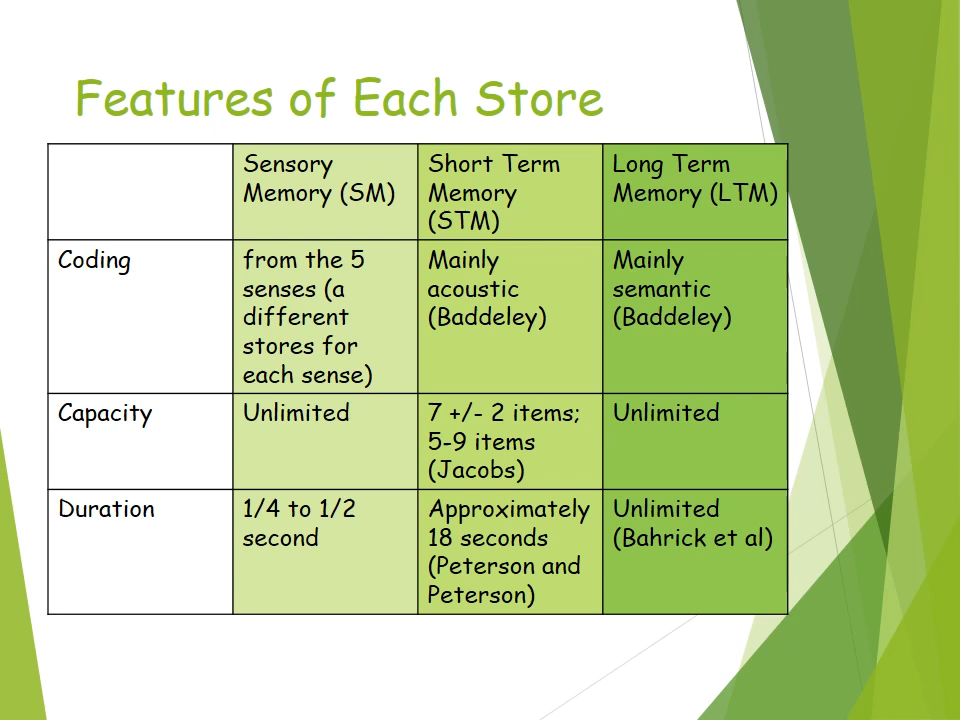 Features of Each Store
Sensory
Memory (SM)
Short Term
Memory
(STM)
Long Term
Memory (LTM)
Coding
from the 5
senses (a
different
stores for
each sense)
Mainly
acoustic
(Baddeley)
Mainly
semantic
(Baddeley)
Capacity
Unlimited
7 +/- 2 items;
5-9 items
(Jacobs)
Unlimited
Duration
1/4 to 1/2
second
Approximately
18 seconds
(Peterson and
Peterson)
Unlimited
(Bahrick et al)